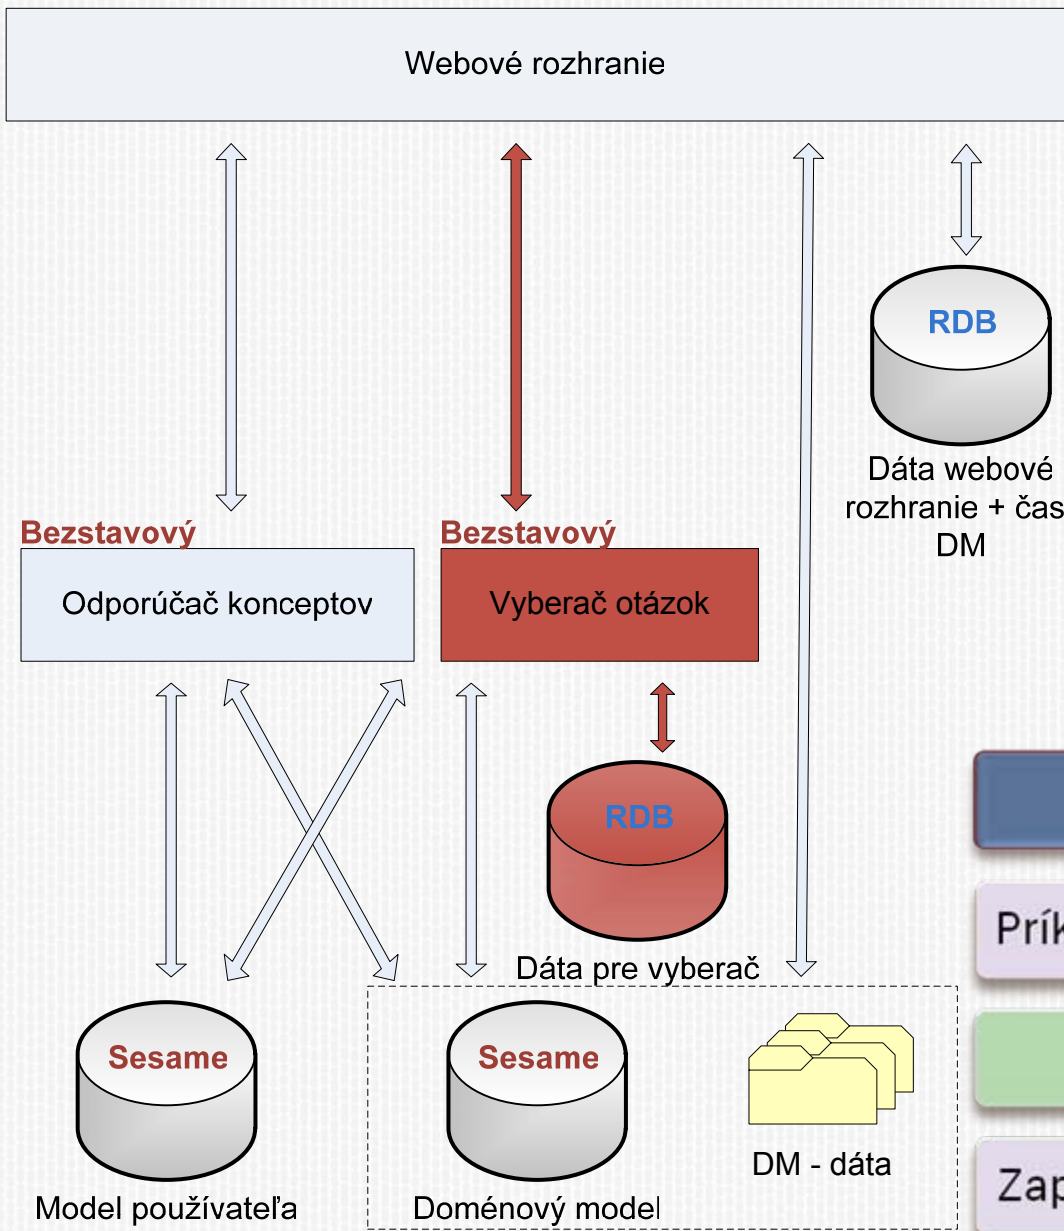 Webové rozhranie
RDB
Dáta webové
rozhranie + čas
DM
Bezstavový
Bezstavový
Odporúčač konceptov
Vyberač otázok
RDB
Dáta pre vyberač
Prík
Sesame
Sesame
DM - dáta
Zap
Model používateľa
Doménový model